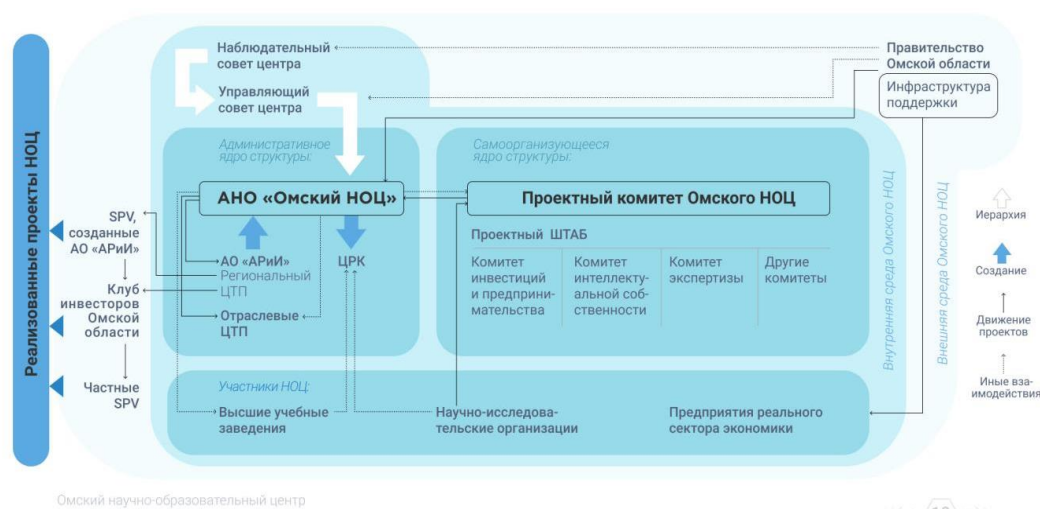 Реализованные проекты НОЦ
Наблюдательный
совет центра
Управляющий
совет центра
Правительство
Омской области
Инфраструктура
поддержки
Административное
ядро структуры:
Самоорганизующееся
ядро структуры:
АНО «Омский НОЦ»
Проектный комитет Омского НОЦ
SPV,
созданные
АО «АРиИ»
Клуб
инвесторов
Омской
области
Частные
SPV
АО «АРиИ»
Региональный
ЦТП
Отраслевые
ЦТП
ЦРК
Проектный ШТАБ
Комитет
инвестиций
и предприни-
мательства
Комитет
интеллекту-
альной соб-
ственности
Комитет
экспертизы
Другие
комитеты
Внутренняя среда Омского НОЦ
Внешняя среда Омского НОЦ
Иерархия
Создание
Движение
проектов
Иные вза-
имодействия
Участники НОЦ:
Высшие учебные
заведения
Научно-исследова-
тельские организации
Предприятия реального
сектора экономики
Омский научно-образовательный центр